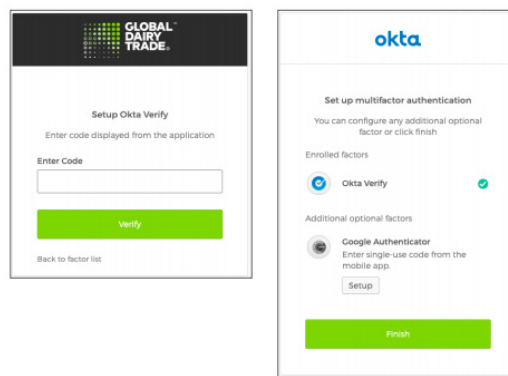 GLOBAL
DAIRY
TRADE
Setup Okta Verify
Enter code displayed from the application
Enter Code
Verify
Back to factor list
okta
Set up multifactor authentication
You can configure any additional optional
factor or click finish
Enrolled factors
Okta Verify
Additional optional factors
Google Authenticator
Enter single-use code from the
mobile app.
Setup
Finish